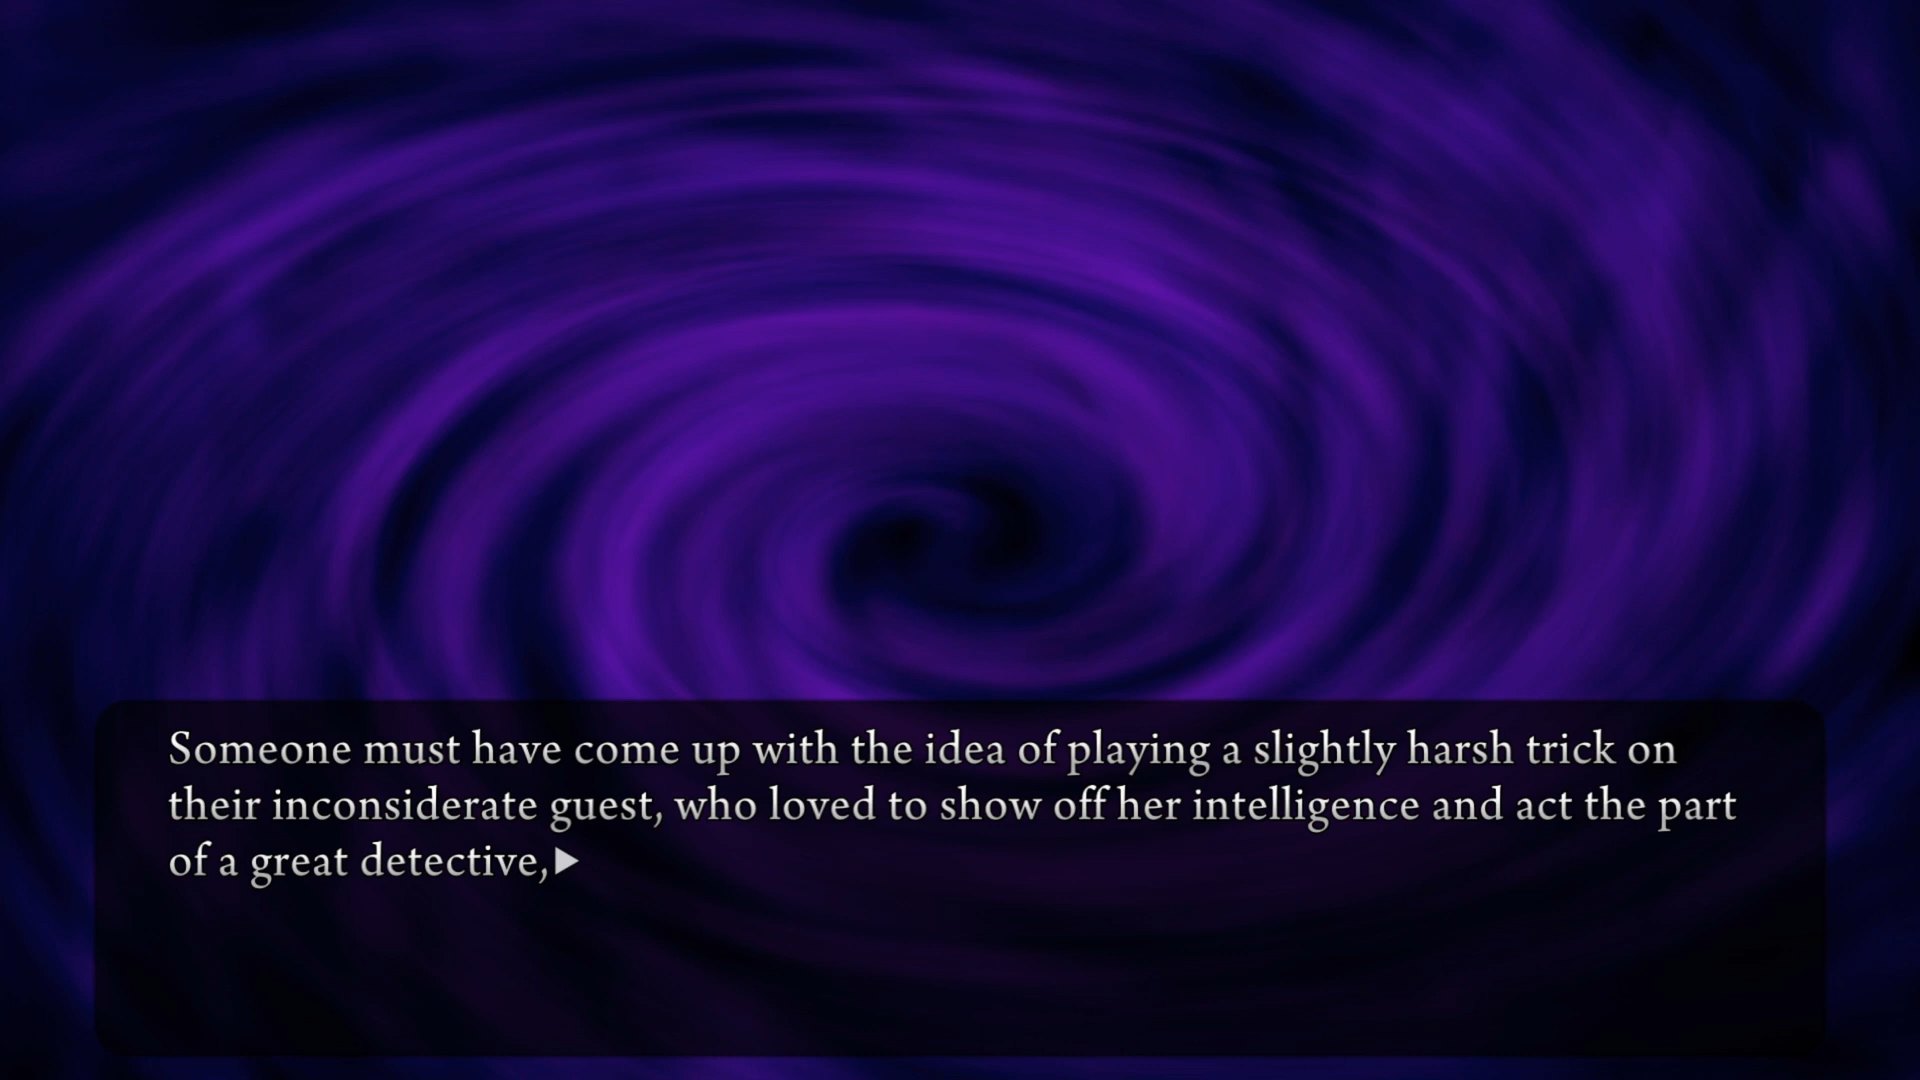 Someone must have come up with the idea of playing a slightly harsh trick on
their inconsiderate guest, who loved to show off her intelligence and act the part
of a great detective,